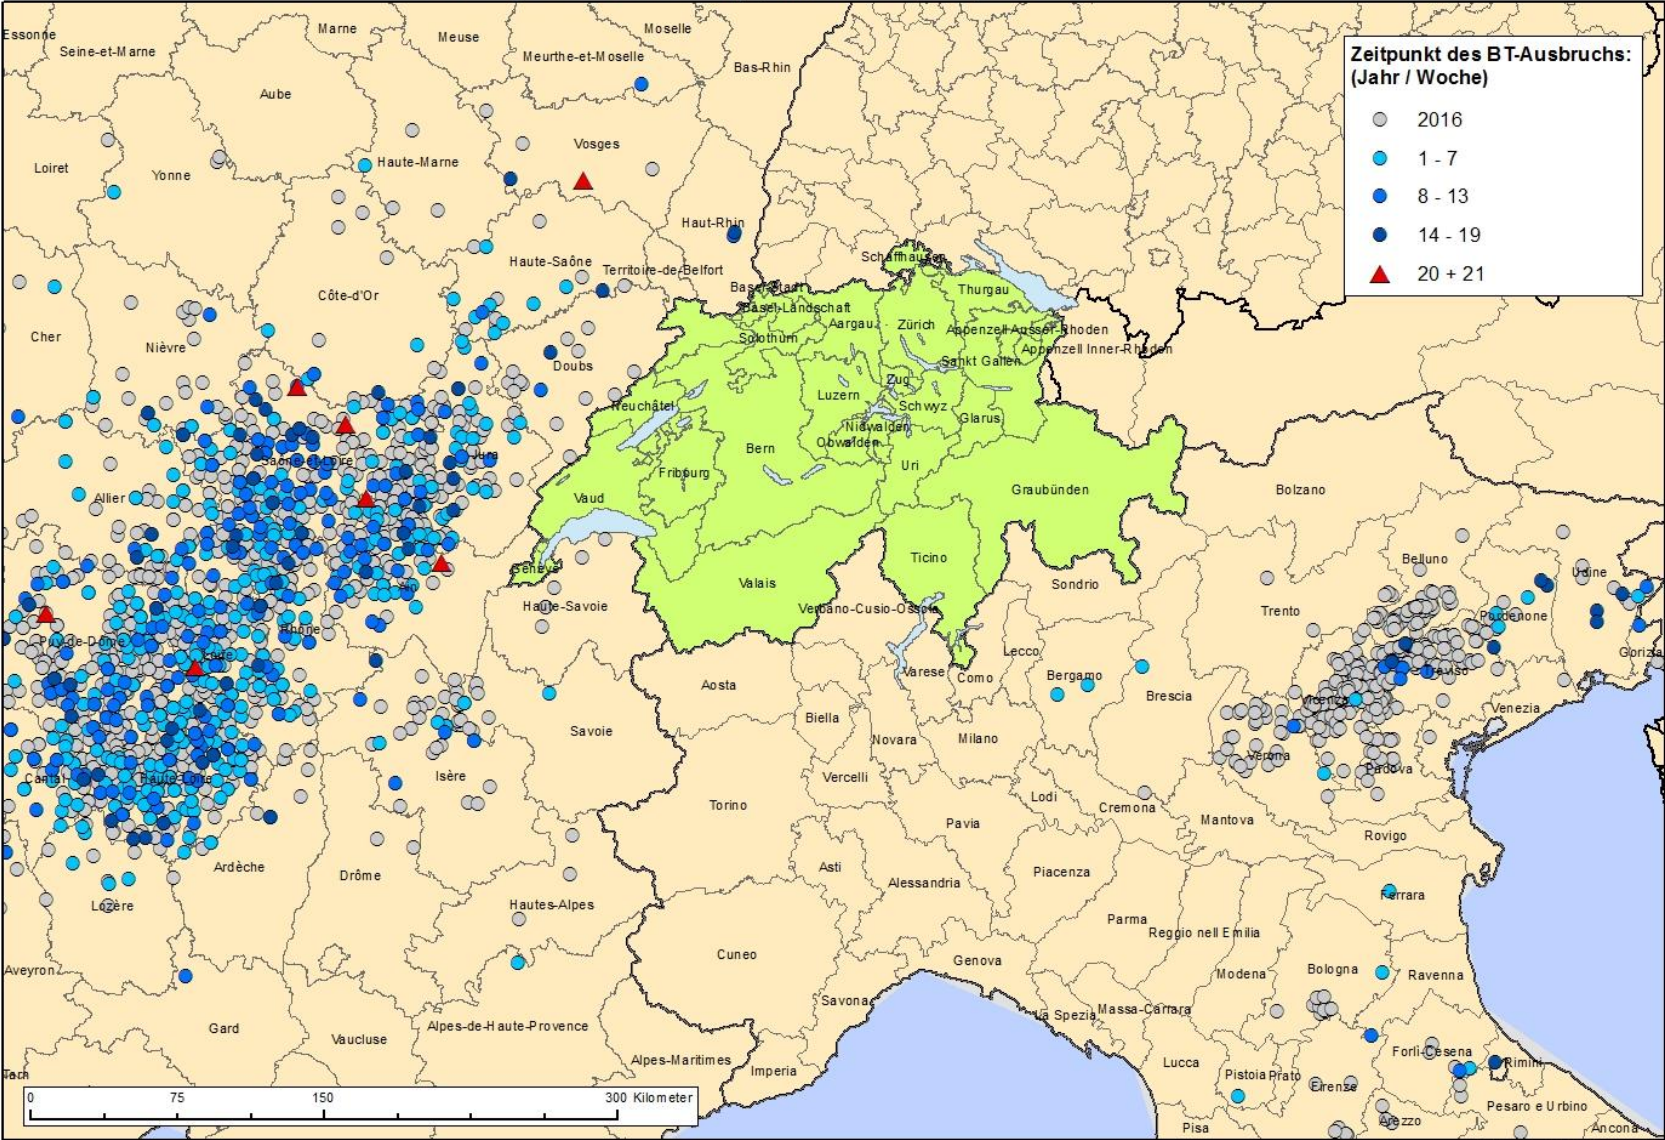 Zeitpunkt des BT-Ausbruchs:
(Jahr / Woche)
2016
1 - 7
8 - 13
14 - 19
20 + 21
Essonne
Seine-et-Marne
Marne
Meuse
Moselle
Meurthe-et-Moselle
Bas-Rhin
Aube
Vosges
Loiret
Yonne
Haute-Marne
Haut-Rhin
Haute-Saône
Territoire-de-Belfort
Côte-d'Or
Cher
Nièvre
Doubs
Saône-et-Loire
Jura
Allier
Ain
Haute-Savoie
Puy-de-Dôme
Rhône
Loire
Savoie
Isère
Cantal
Haute-Loire
Ardèche
Drôme
Hautes-Alpes
Lozère
Aveyron
Gard
Vaucluse
Alpes-de-Haute-Provence
Alpes-Maritimes
Tarn
Schaffhausen
Basel-Stadt
Basel-Landschaft
Thurgau
Aargau
Zürich
Appenzell Ausser-Rhoden
Solothurn
Appenzell Inner-Rhoden
Sankt Gallen
Zug
Luzern
Neuchâtel
Schwyz
Nidwalden
Glarus
Obwalden
Bern
Uri
Fribourg
Graubünden
Vaud
Ticino
Genève
Valais
Bolzano
Belluno
Udine
Sondrio
Trento
Verbano-Cusio-Ossola
Pordenone
Lecco
Gorizia
Aosta
Varese
Como
Bergamo
Treviso
Brescia
Vicenza
Venezia
Biella
Novara
Milano
Verona
Padova
Vercelli
Torino
Lodi
Cremona
Mantova
Pavia
Rovigo
Asti
Alessandria
Piacenza
Ferrara
Parma
Reggio nell Emilia
Cuneo
Genova
Modena
Bologna
Ravenna
Savona
La Spezia
Massa-Carrara
Forlì-Cesena
Rimini
Imperia
Lucca
Pistoia
Prato
Firenze
Pesaro e Urbino
Arezzo
Pisa
Ancona
0 75 150 300 Kilometer